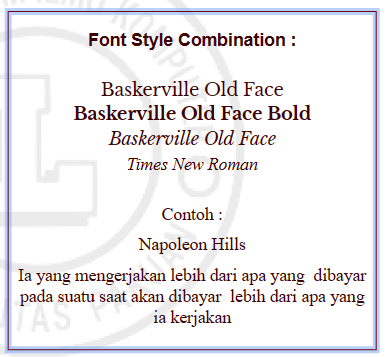 Font Style Combination :
Baskerville Old Face
Baskerville Old Face Bold
Baskerville Old Face
Times New Roman
Contoh :
Napoleon Hills
Ia yang mengerjakan lebih dari apa yang dibayar
pada suatu saat akan dibayar lebih dari apa yang
ia kerjakan